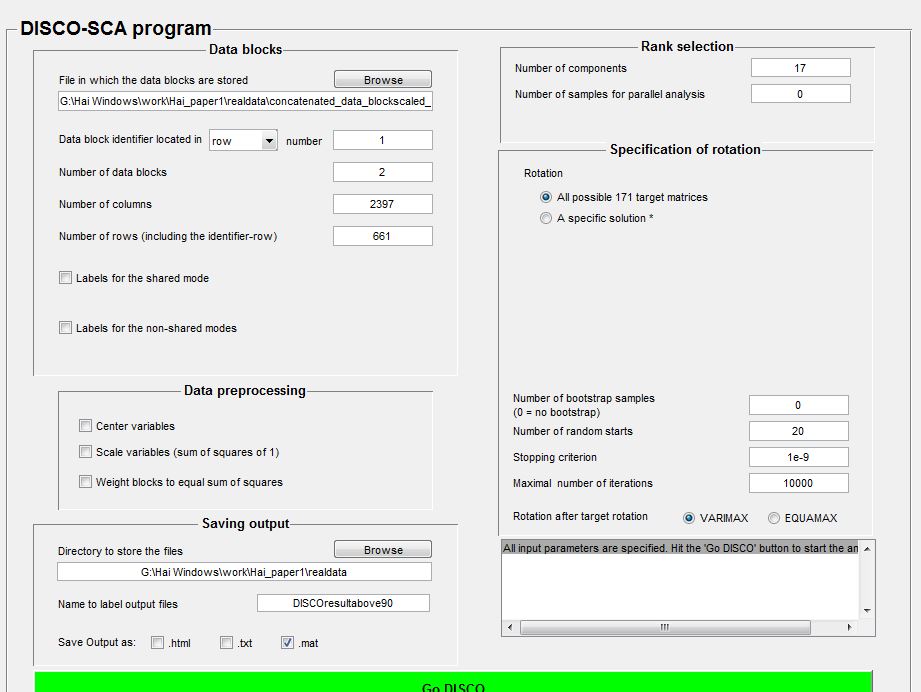 DISCO-SCA program
Data blocks
File in which the data blocks are stored
Browse
G:\Hai Windows\work\Hai_paper1\realdata\concatenated_data_blockscaled_
Data block identifier located in row number 1
Number of data blocks 2
Number of columns 2397
Number of rows (including the identifier-row) 661
Labels for the shared mode
Labels for the non-shared modes
Data preprocessing
Center variables
Scale variables (sum of squares of 1)
Weight blocks to equal sum of squares
Saving output
Directory to store the files
Browse
G:\Hai Windows\work\Hai_paper1\realdata
Name to label output files DISCOresultabove90
Save Output as: .html .txt .mat
Rank selection
Number of components 17
Number of samples for parallel analysis 0
Specification of rotation
Rotation
All possible 171 target matrices
A specific solution *
Number of bootstrap samples
(0 = no bootstrap) 0
Number of random starts 20
Stopping criterion 1e-9
Maximal number of iterations 10000
Rotation after target rotation VARIMAX EQUAMAX
All input parameters are specified. Hit the 'Go DISCO' button to start the an
Go DISCO